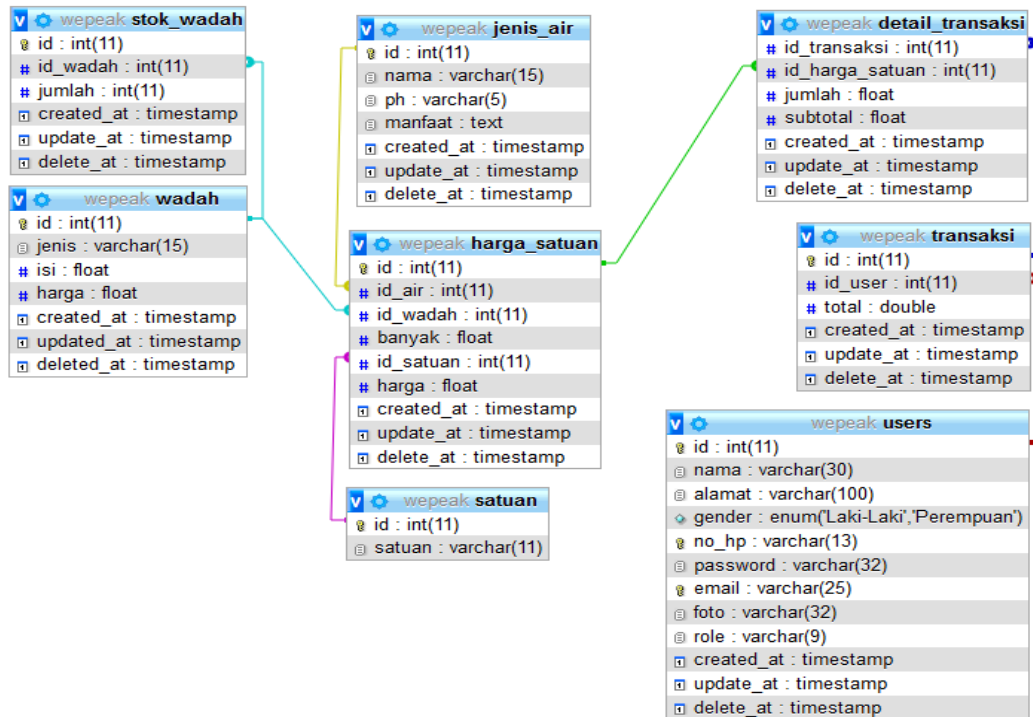 wepeak stok_wadah
id : int(11)
# id_wadah : int(11)
# jumlah : int(11)
created_at : timestamp
update_at : timestamp
delete_at : timestamp
wepeak wadah
id : int(11)
jenis : varchar(15)
# isi : float
# harga : float
created_at : timestamp
updated_at : timestamp
deleted_at : timestamp
wepeak jenis_air
id : int(11)
nama : varchar(15)
ph : varchar(5)
manfaat : text
created_at : timestamp
update_at : timestamp
delete_at : timestamp
wepeak harga_satuan
id : int(11)
# id_air : int(11)
# id_wadah : int(11)
# banyak : float
# id_satuan : int(11)
# harga : float
created_at : timestamp
update_at : timestamp
delete_at : timestamp
wepeak satuan
id : int(11)
satuan : varchar(11)
wepeak detail_transaksi
# id_transaksi : int(11)
# id_harga_satuan : int(11)
# jumlah : float
# subtotal : float
created_at : timestamp
update_at : timestamp
delete_at : timestamp
wepeak transaksi
id : int(11)
# id_user : int(11)
# total : double
created_at : timestamp
update_at : timestamp
delete_at : timestamp
wepeak users
id : int(11)
nama : varchar(30)
alamat : varchar(100)
gender : enum('Laki-Laki','Perempuan')
no_hp : varchar(13)
password : varchar(32)
email : varchar(25)
foto : varchar(32)
role : varchar(9)
created_at : timestamp
update_at : timestamp
delete_at : timestamp